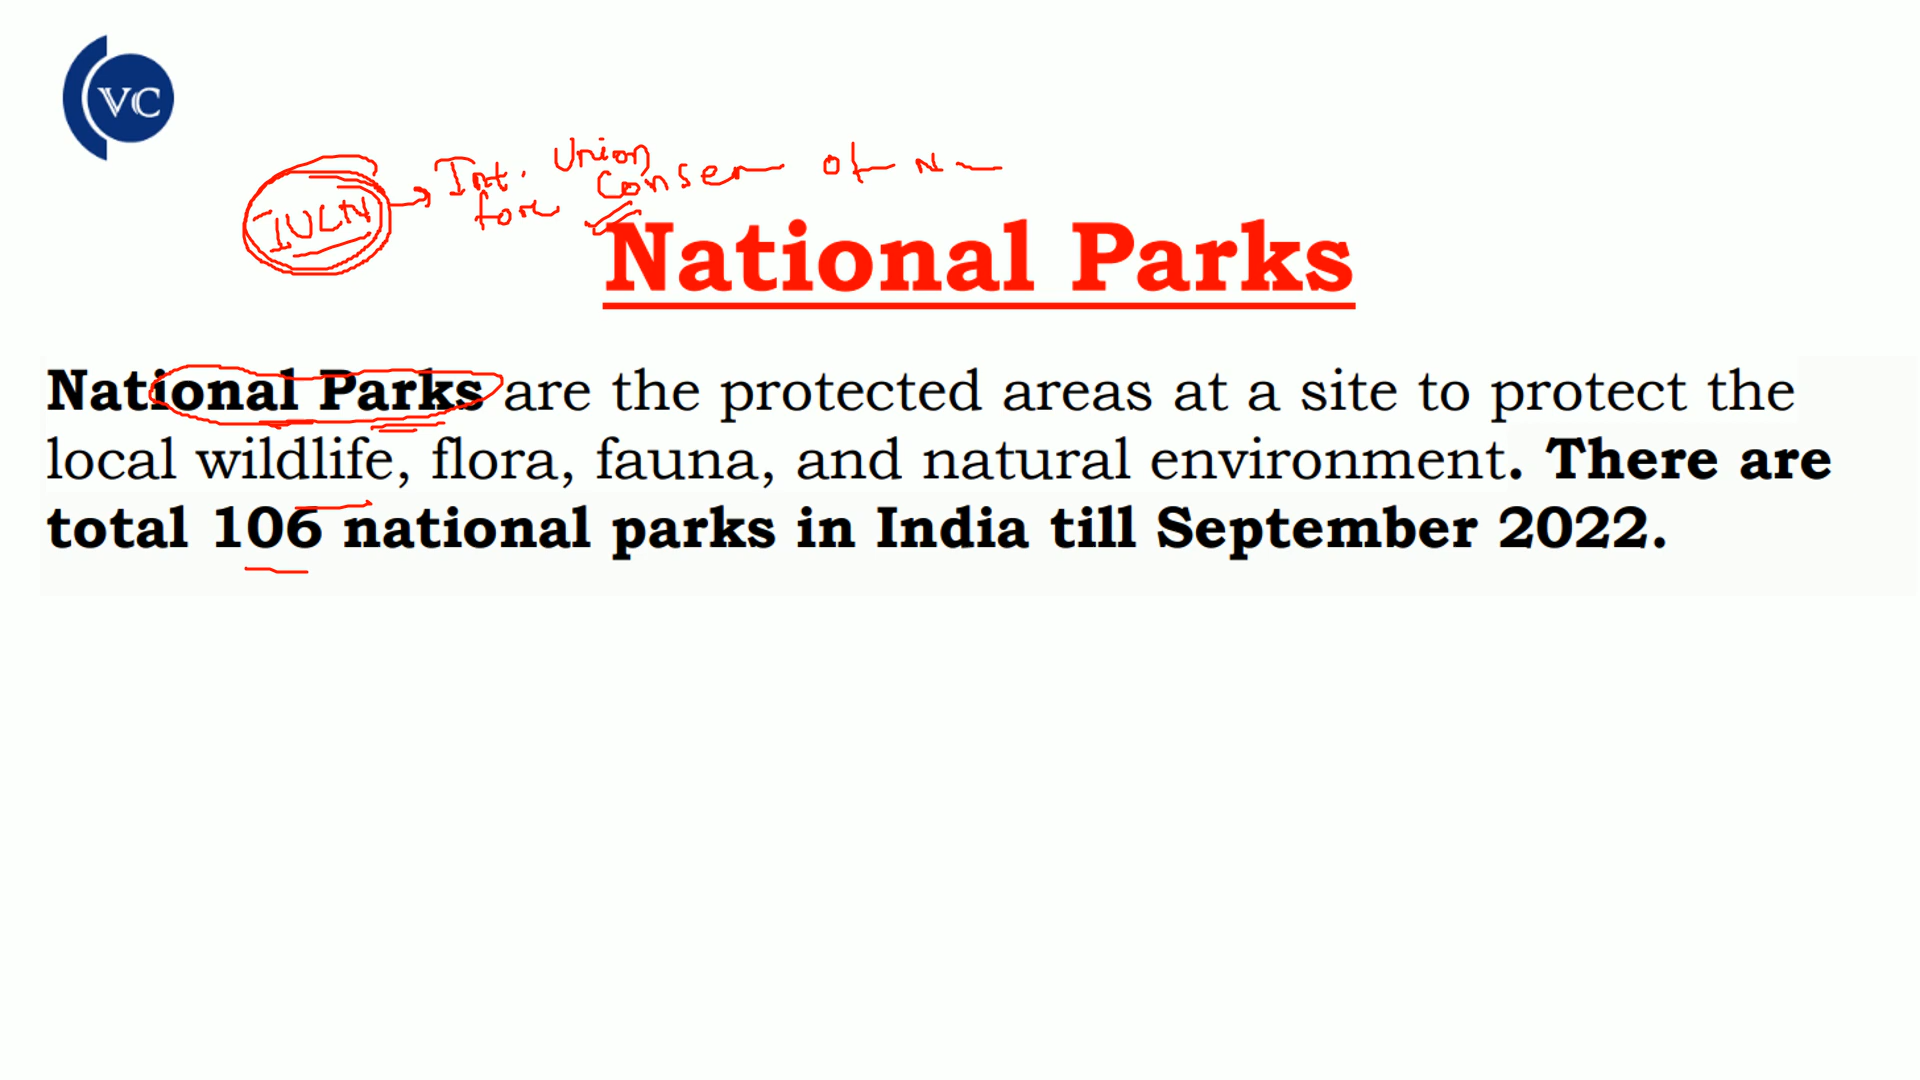 VC
Int. Union
IUCN
for Conser of N
National Parks
National Parks are the protected areas at a site to protect the
local wildlife, flora, fauna, and natural environment. There are
total 106 national parks in India till September 2022.